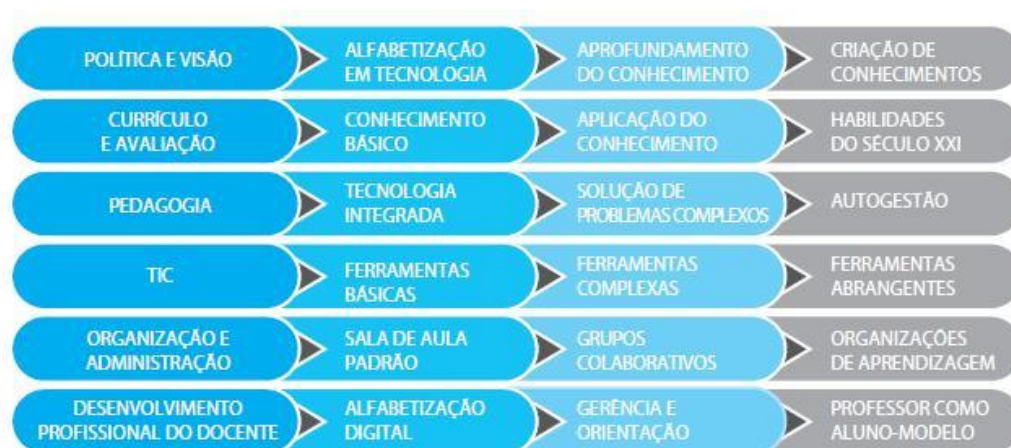 POLÍTICA E VISÃO
ALFABETIZAÇÃO
EM TECNOLOGIA
APROFUNDAMENTO
DO CONHECIMENTO
CRIAÇÃO DE
CONHECIMENTOS
CURRÍCULO
E AVALIAÇÃO
CONHECIMENTO
BÁSICO
APLICAÇÃO DO
CONHECIMENTO
HABILIDADES
DO SÉCULO XXI
PEDAGOGIA
TECNOLOGIA
INTEGRADA
SOLUÇÃO DE
PROBLEMAS COMPLEXOS
AUTOGESTÃO
TIC
FERRAMENTAS
BÁSICAS
FERRAMENTAS
COMPLEXAS
FERRAMENTAS
ABRANGENTES
ORGANIZAÇÃO E
ADMINISTRAÇÃO
SALA DE AULA
PADRÃO
GRUPOS
COLABORATIVOS
ORGANIZAÇÕES
DE APRENDIZAGEM
DESENVOLVIMENTO
PROFISSIONAL DO DOCENTE
ALFABETIZAÇÃO
DIGITAL
GERÊNCIA E
ORIENTAÇÃO
PROFESSOR COMO
ALUNO-MODELO